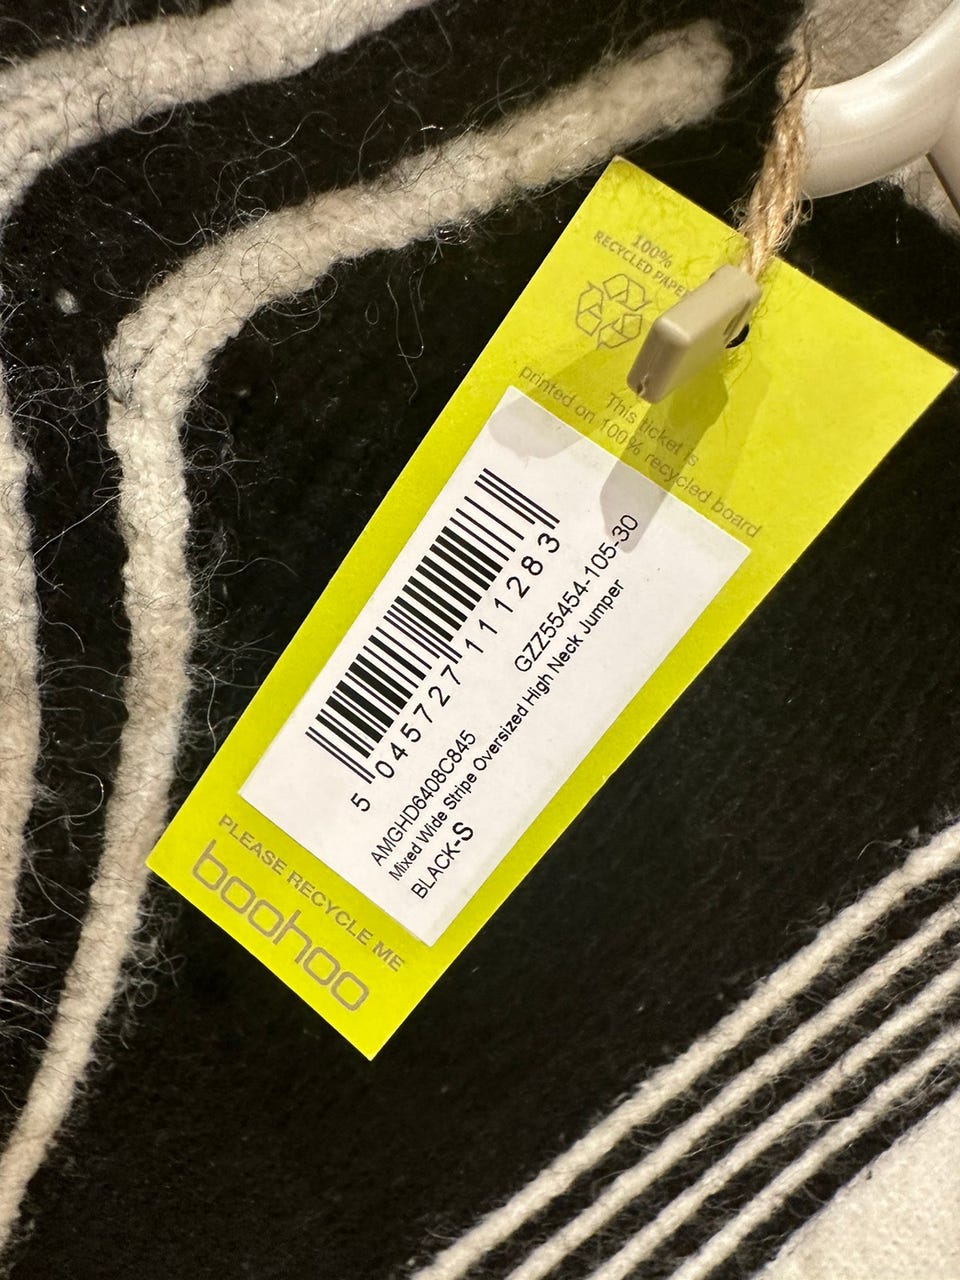 100%
RECYCLED PAPER
This ticket is
printed on 100% recycled board
5 045727 111283
GZZ55454-105-30
AMGHD6408C845
Mixed Wide Stripe Oversized High Neck Jumper
BLACK-S
PLEASE RECYCLE ME
boohoo